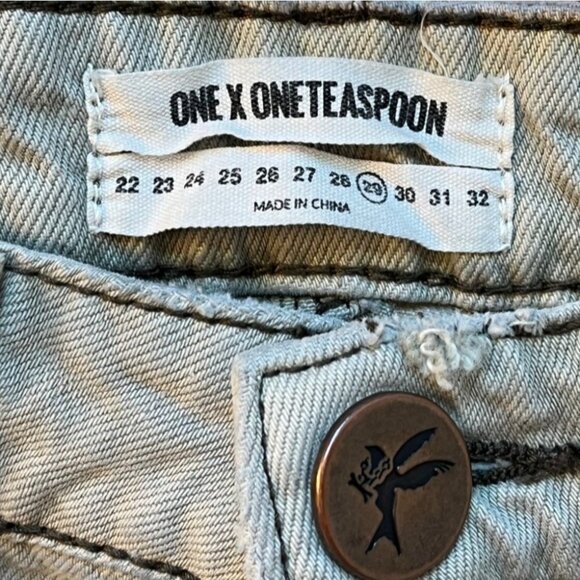 ONE X ONETEASPOON
22 23 24 25 26 27 28 29 30 31 32
MADE IN CHINA